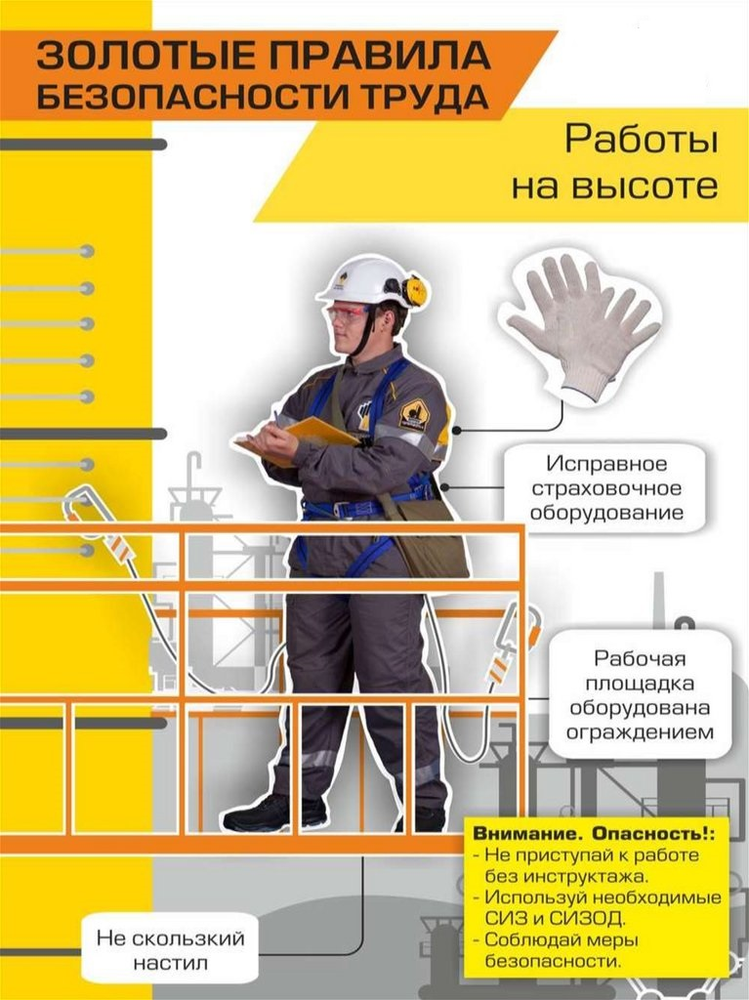 ЗОЛОТЫЕ ПРАВИЛА
БЕЗОПАСНОСТИ ТРУДА
Работы
на высоте
Исправное
страховочное
оборудование
Рабочая
площадка
оборудована
ограждением
Внимание. Опасность!:
- Не приступай к работе
без инструктажа.
- Используй необходимые
СИЗ и СИЗОД.
- Соблюдай меры
безопасности.
Не скользкий
настил